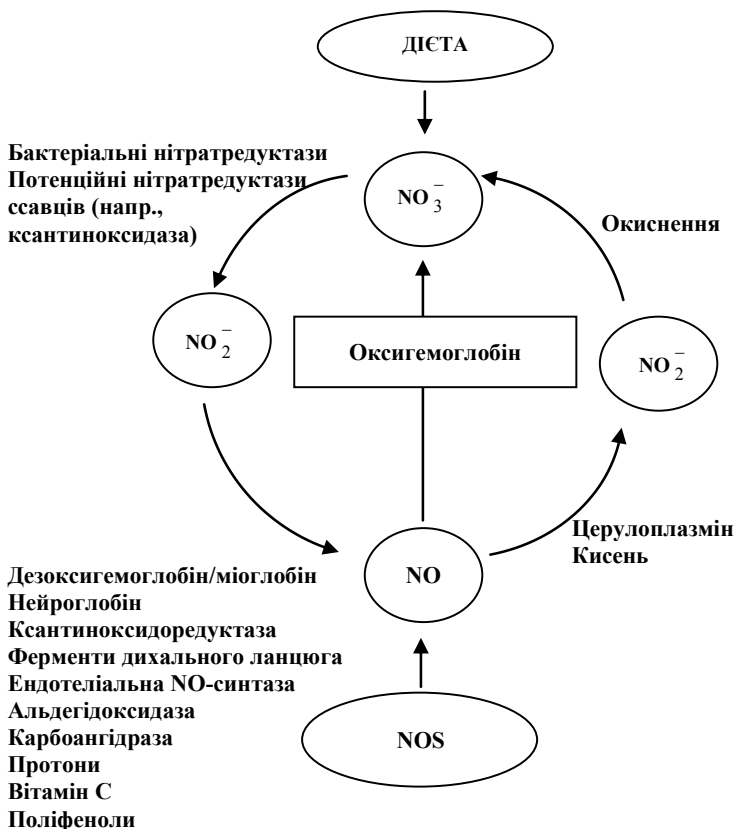 ДІЄТА
Бактеріальні нітратредуктази
Потенційні нітратредуктази
ссавців (напр.,
ксантиноксидаза)
NO₃⁻
Окиснення
NO₂⁻
Оксигемоглобін
NO₂⁻
Церулоплазмін
Кисень
NO
Дезоксигемоглобін/міоглобін
Нейроглобін
Ксантиноксидоредуктаза
Ферменти дихального ланцюга
Ендотеліальна NO-синтаза
Альдегідоксидаза
Карбоангідраза
Протони
Вітамін С
Поліфеноли
NOS